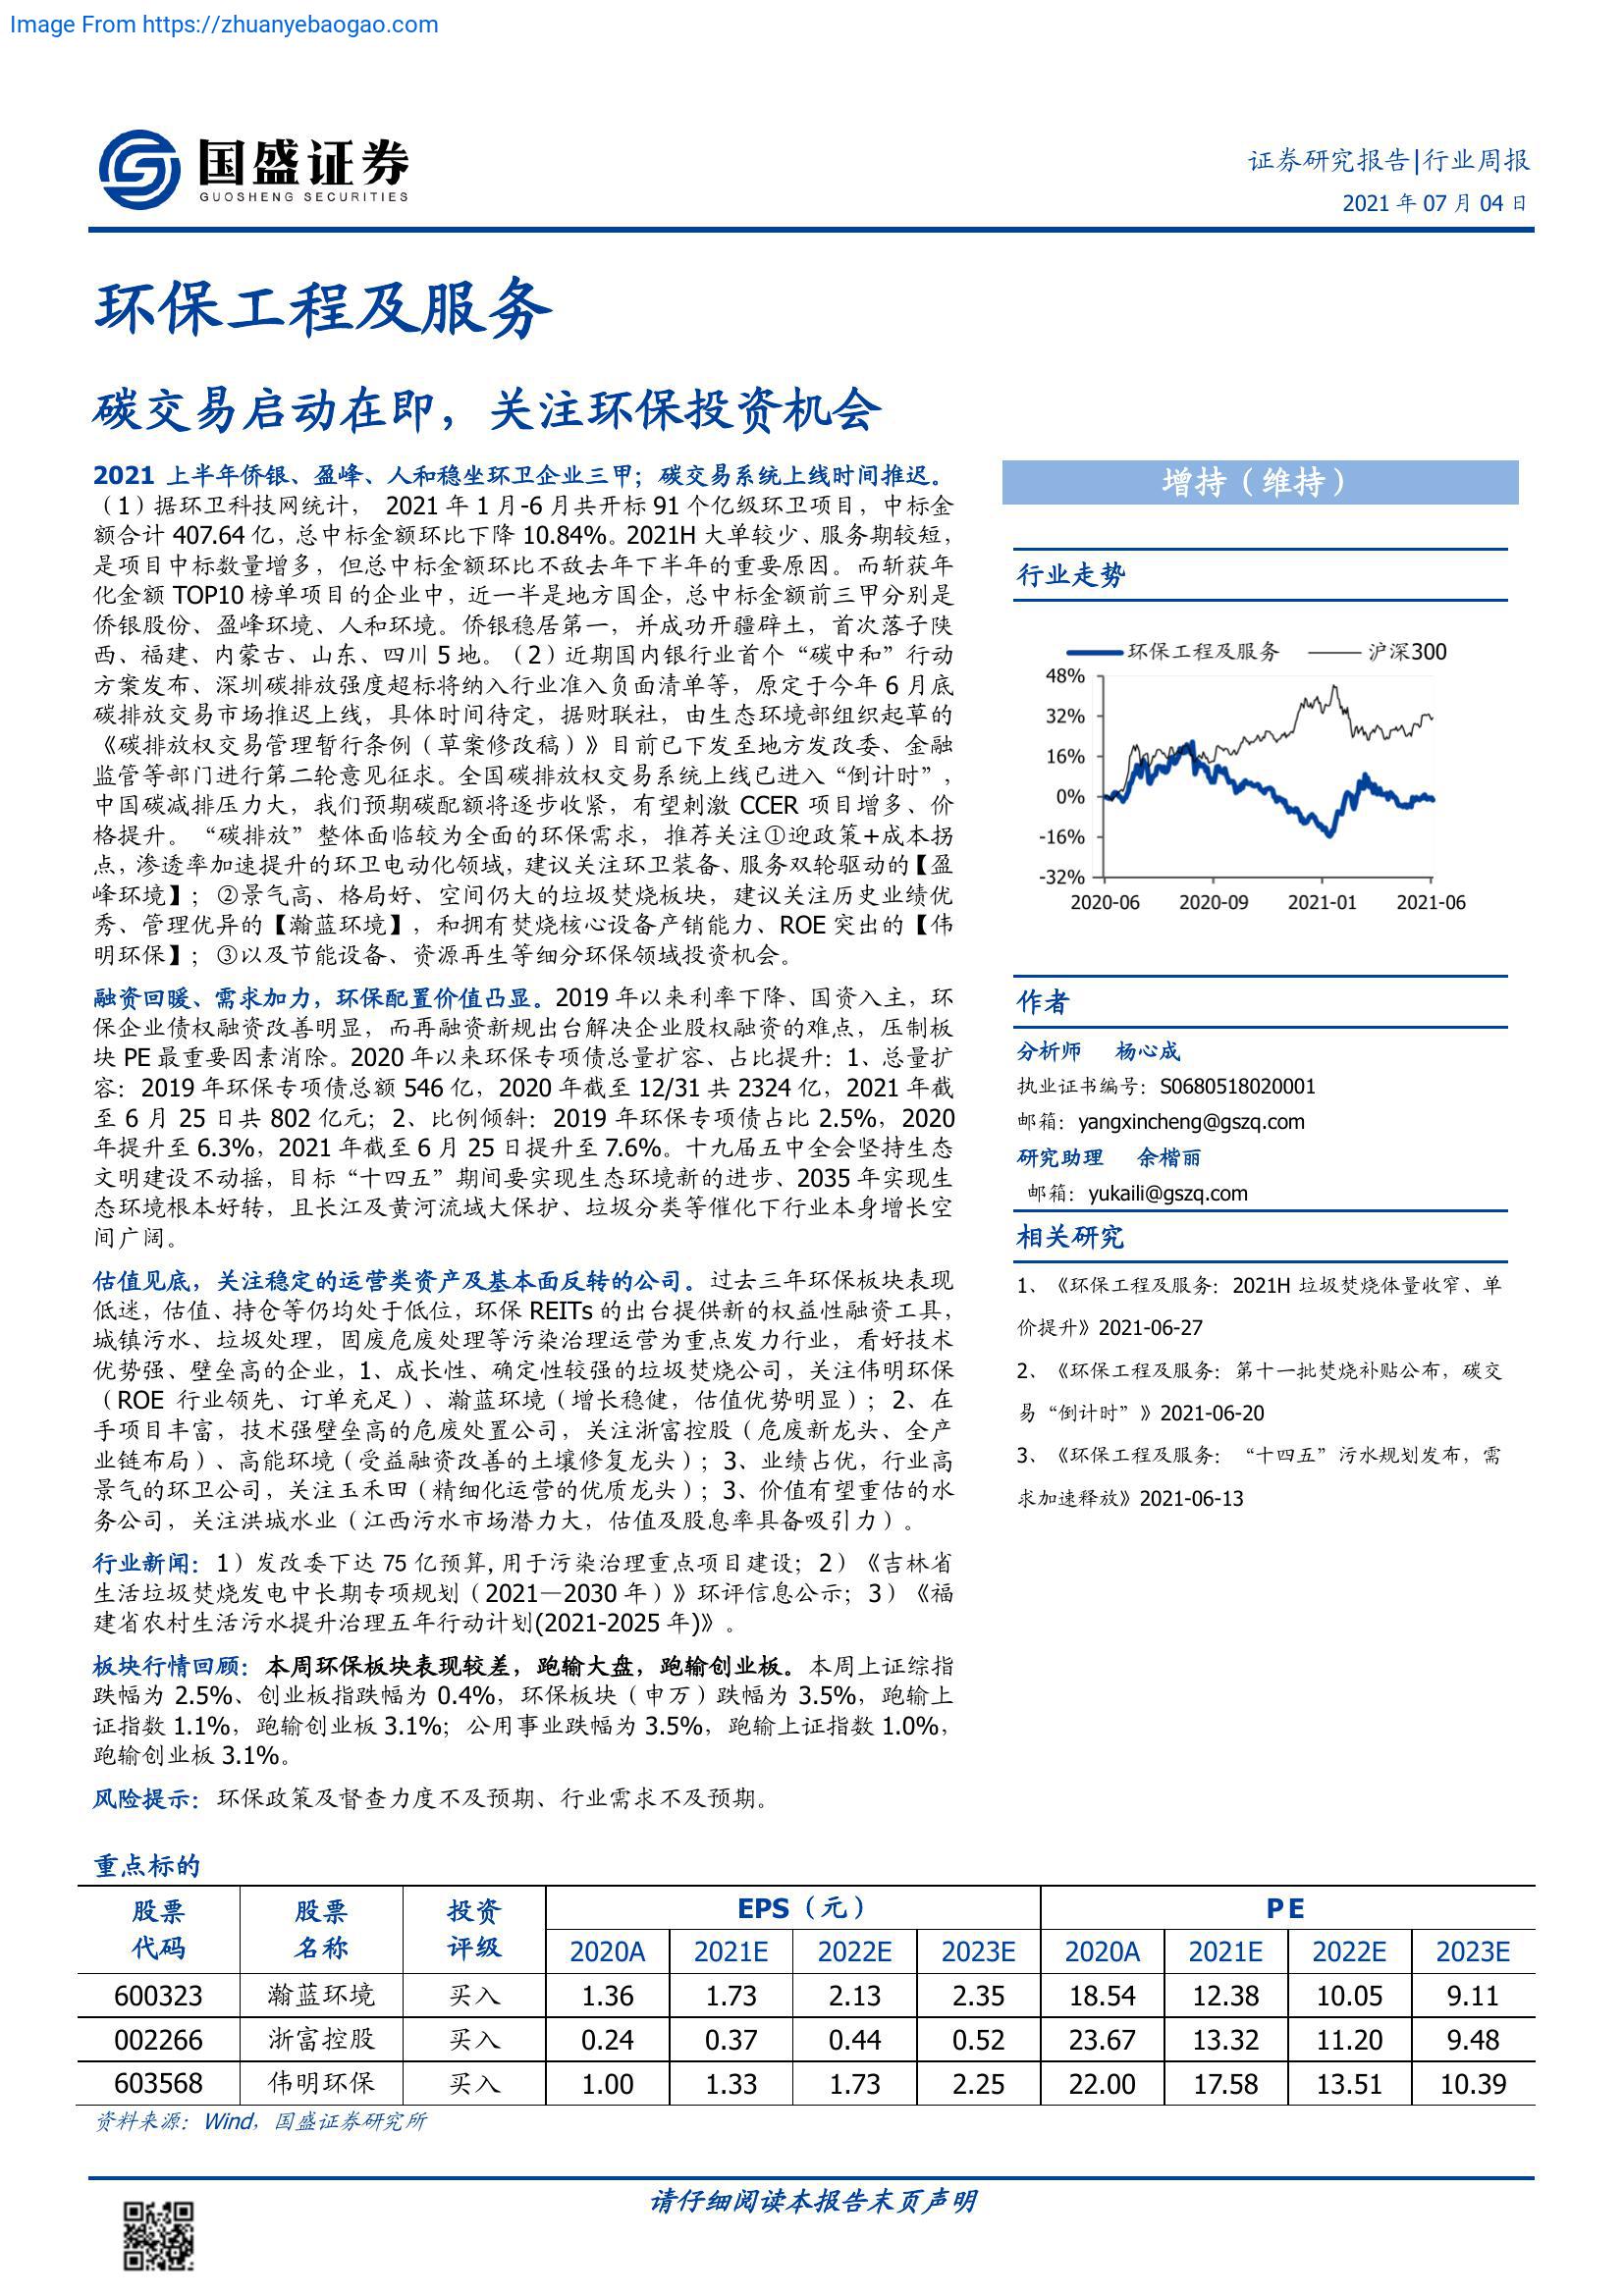 Image From https://zhuanyebaogao.com
国盛证券
GUOSHENG SECURITIES
证券研究报告|行业周报
2021 年 07 月 04 日
环保工程及服务
碳交易启动在即，关注环保投资机会
2021 上半年侨银、盈峰、人和稳坐环卫企业三甲；碳交易系统上线时间推迟。
（1）据环卫科技网统计， 2021 年 1 月-6 月共开标 91 个亿级环卫项目，中标金
额合计 407.64 亿，总中标金额环比下降 10.84%。2021H 大单较少、服务期较短，
是项目中标数量增多，但总中标金额环比不敌去年下半年的重要原因。而斩获年
化金额 TOP10 榜单项目的企业中，近一半是地方国企，总中标金额前三甲分别是
侨银股份、盈峰环境、人和环境。侨银稳居第一，并成功开疆辟土，首次落子陕
西、福建、内蒙古、山东、四川 5 地。（2）近期国内银行业首个“碳中和”行动
方案发布、深圳碳排放强度超标将纳入行业准入负面清单等，原定于今年 6 月底
碳排放交易市场推迟上线，具体时间待定，据财联社，由生态环境部组织起草的
《碳排放权交易管理暂行条例（草案修改稿）》目前已下发至地方发改委、金融
监管等部门进行第二轮意见征求。全国碳排放权交易系统上线已进入“倒计时”，
中国碳减排压力大，我们预期碳配额将逐步收紧，有望刺激 CCER 项目增多、价
格提升。 “碳排放”整体面临较为全面的环保需求，推荐关注①迎政策+成本拐
点，渗透率加速提升的环卫电动化领域，建议关注环卫装备、服务双轮驱动的【盈
峰环境】；②景气高、格局好、空间仍大的垃圾焚烧板块，建议关注历史业绩优
秀、管理优异的【瀚蓝环境】，和拥有焚烧核心设备产销能力、ROE 突出的【伟
明环保】；③以及节能设备、资源再生等细分环保领域投资机会。
融资回暖、需求加力，环保配置价值凸显。2019 年以来利率下降、国资入主，环
保企业债权融资改善明显，而再融资新规出台解决企业股权融资的难点，压制板
块 PE 最重要因素消除。2020 年以来环保专项债总量扩容、占比提升：1、总量扩
容：2019 年环保专项债总额 546 亿，2020 年截至 12/31 共 2324 亿，2021 年截
至 6 月 25 日共 802 亿元；2、比例倾斜：2019 年环保专项债占比 2.5%，2020
年提升至 6.3%，2021 年截至 6 月 25 日提升至 7.6%。十九届五中全会坚持生态
文明建设不动摇，目标“十四五”期间要实现生态环境新的进步、2035 年实现生
态环境根本好转，且长江及黄河流域大保护、垃圾分类等催化下行业本身增长空
间广阔。
估值见底，关注稳定的运营类资产及基本面反转的公司。过去三年环保板块表现
低迷，估值、持仓等仍均处于低位，环保 REITs 的出台提供新的权益性融资工具，
城镇污水、垃圾处理，固废危废处理等污染治理运营为重点发力行业，看好技术
优势强、壁垒高的企业，1、成长性、确定性较强的垃圾焚烧公司，关注伟明环保
（ROE 行业领先、订单充足）、瀚蓝环境（增长稳健，估值优势明显）；2、在
手项目丰富，技术强壁垒高的危废处置公司，关注浙富控股（危废新龙头、全产
业链布局）、高能环境（受益融资改善的土壤修复龙头）；3、业绩占优，行业高
景气的环卫公司，关注玉禾田（精细化运营的优质龙头）；3、价值有望重估的水
务公司，关注洪城水业（江西污水市场潜力大，估值及股息率具备吸引力）。
行业新闻：1）发改委下达 75 亿预算,用于污染治理重点项目建设；2）《吉林省
生活垃圾焚烧发电中长期专项规划（2021—2030 年）》环评信息公示；3）《福
建省农村生活污水提升治理五年行动计划(2021-2025 年)》。
板块行情回顾：本周环保板块表现较差，跑输大盘，跑输创业板。本周上证综指
跌幅为 2.5%、创业板指跌幅为 0.4%，环保板块（申万）跌幅为 3.5%，跑输上
证指数 1.1%，跑输创业板 3.1%；公用事业跌幅为 3.5%，跑输上证指数 1.0%，
跑输创业板 3.1%。
风险提示：环保政策及督查力度不及预期、行业需求不及预期。
增持（维持）
行业走势
环保工程及服务 沪深300
48%
32%
16%
0%
-16%
-32%
2020-06 2020-09 2021-01 2021-06
作者
分析师 杨心成
执业证书编号：S0680518020001
邮箱：yangxincheng@gszq.com
研究助理 余楷丽
邮箱：yukaili@gszq.com
相关研究
1、《环保工程及服务：2021H 垃圾焚烧体量收窄、单
价提升》2021-06-27
2、《环保工程及服务：第十一批焚烧补贴公布，碳交
易“倒计时”》2021-06-20
3、《环保工程及服务：“十四五”污水规划发布，需
求加速释放》2021-06-13
重点标的
股票 股票 投资 EPS（元） PE
代码 名称 评级 2020A 2021E 2022E 2023E 2020A 2021E 2022E 2023E
600323 瀚蓝环境 买入 1.36 1.73 2.13 2.35 18.54 12.38 10.05 9.11
002266 浙富控股 买入 0.24 0.37 0.44 0.52 23.67 13.32 11.20 9.48
603568 伟明环保 买入 1.00 1.33 1.73 2.25 22.00 17.58 13.51 10.39
资料来源：Wind，国盛证券研究所
请仔细阅读本报告末页声明